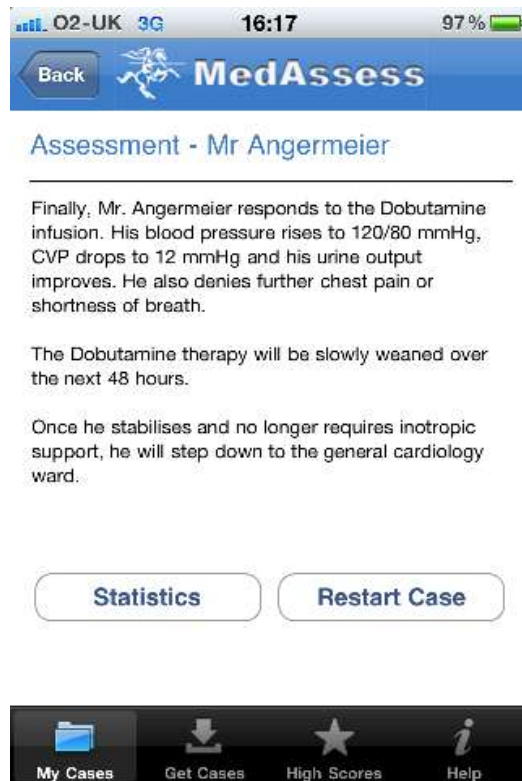 O2-UK 3G 16:17 97%
Back MedAssess
Assessment - Mr Angermeier
Finally, Mr. Angermeier responds to the Dobutamine
infusion. His blood pressure rises to 120/80 mmHg,
CVP drops to 12 mmHg and his urine output
improves. He also denies further chest pain or
shortness of breath.
The Dobutamine therapy will be slowly weaned over
the next 48 hours.
Once he stabilises and no longer requires inotropic
support, he will step down to the general cardiology
ward.
Statistics Restart Case
My Cases Get Cases High Scores Help